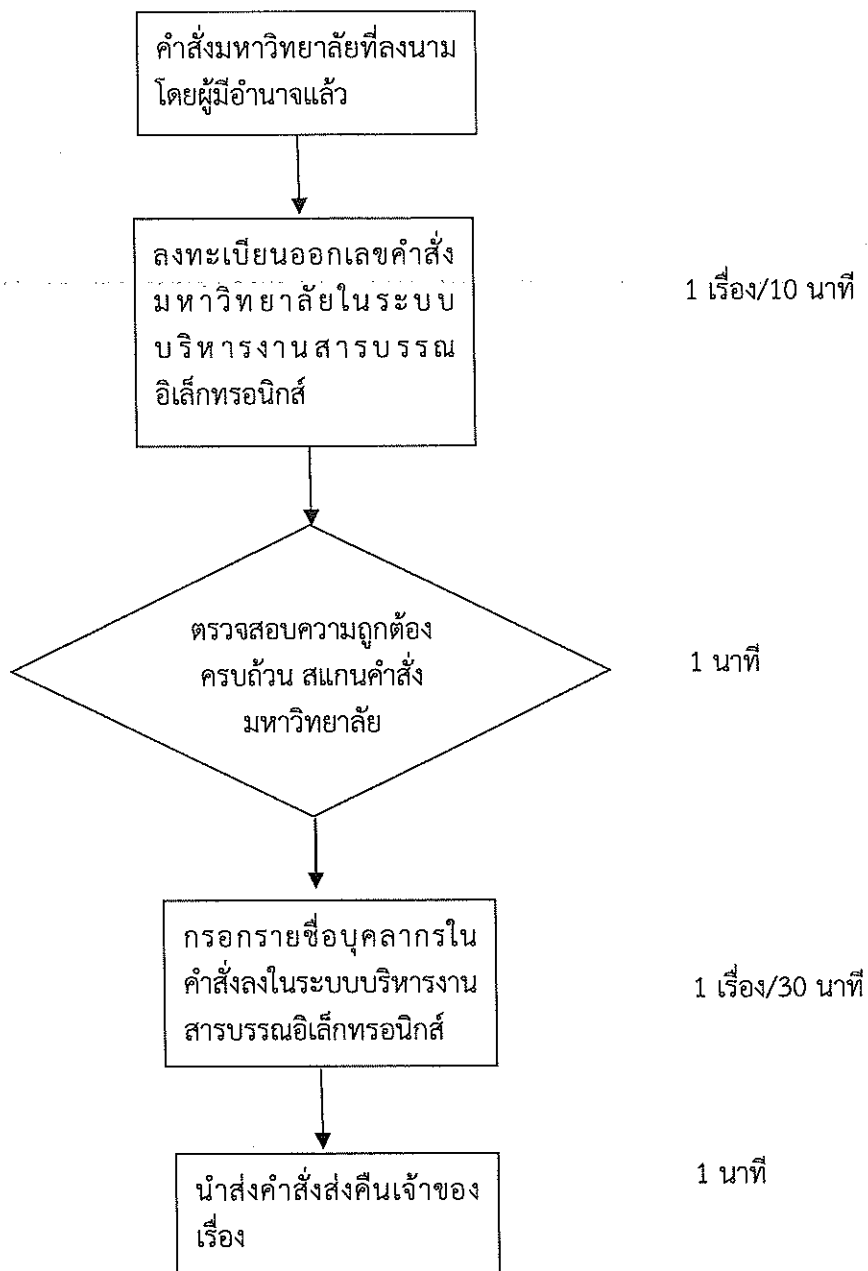 คำสั่งมหาวิทยาลัยที่ลงนาม
โดยผู้มีอำนาจแล้ว
ลงทะเบียนออกเลขคำสั่ง
มหาวิทยาลัยในระบบ
บริหารงานสารบรรณ
อิเล็กทรอนิกส์
1 เรื่อง/10 นาที
ตรวจสอบความถูกต้อง
ครบถ้วน สแกนคำสั่ง
มหาวิทยาลัย
1 นาที
กรอกรายชื่อบุคลากรใน
คำสั่งลงในระบบบริหารงาน
สารบรรณอิเล็กทรอนิกส์
1 เรื่อง/30 นาที
นำส่งคำสั่งส่งคืนเจ้าของ
เรื่อง
1 นาที